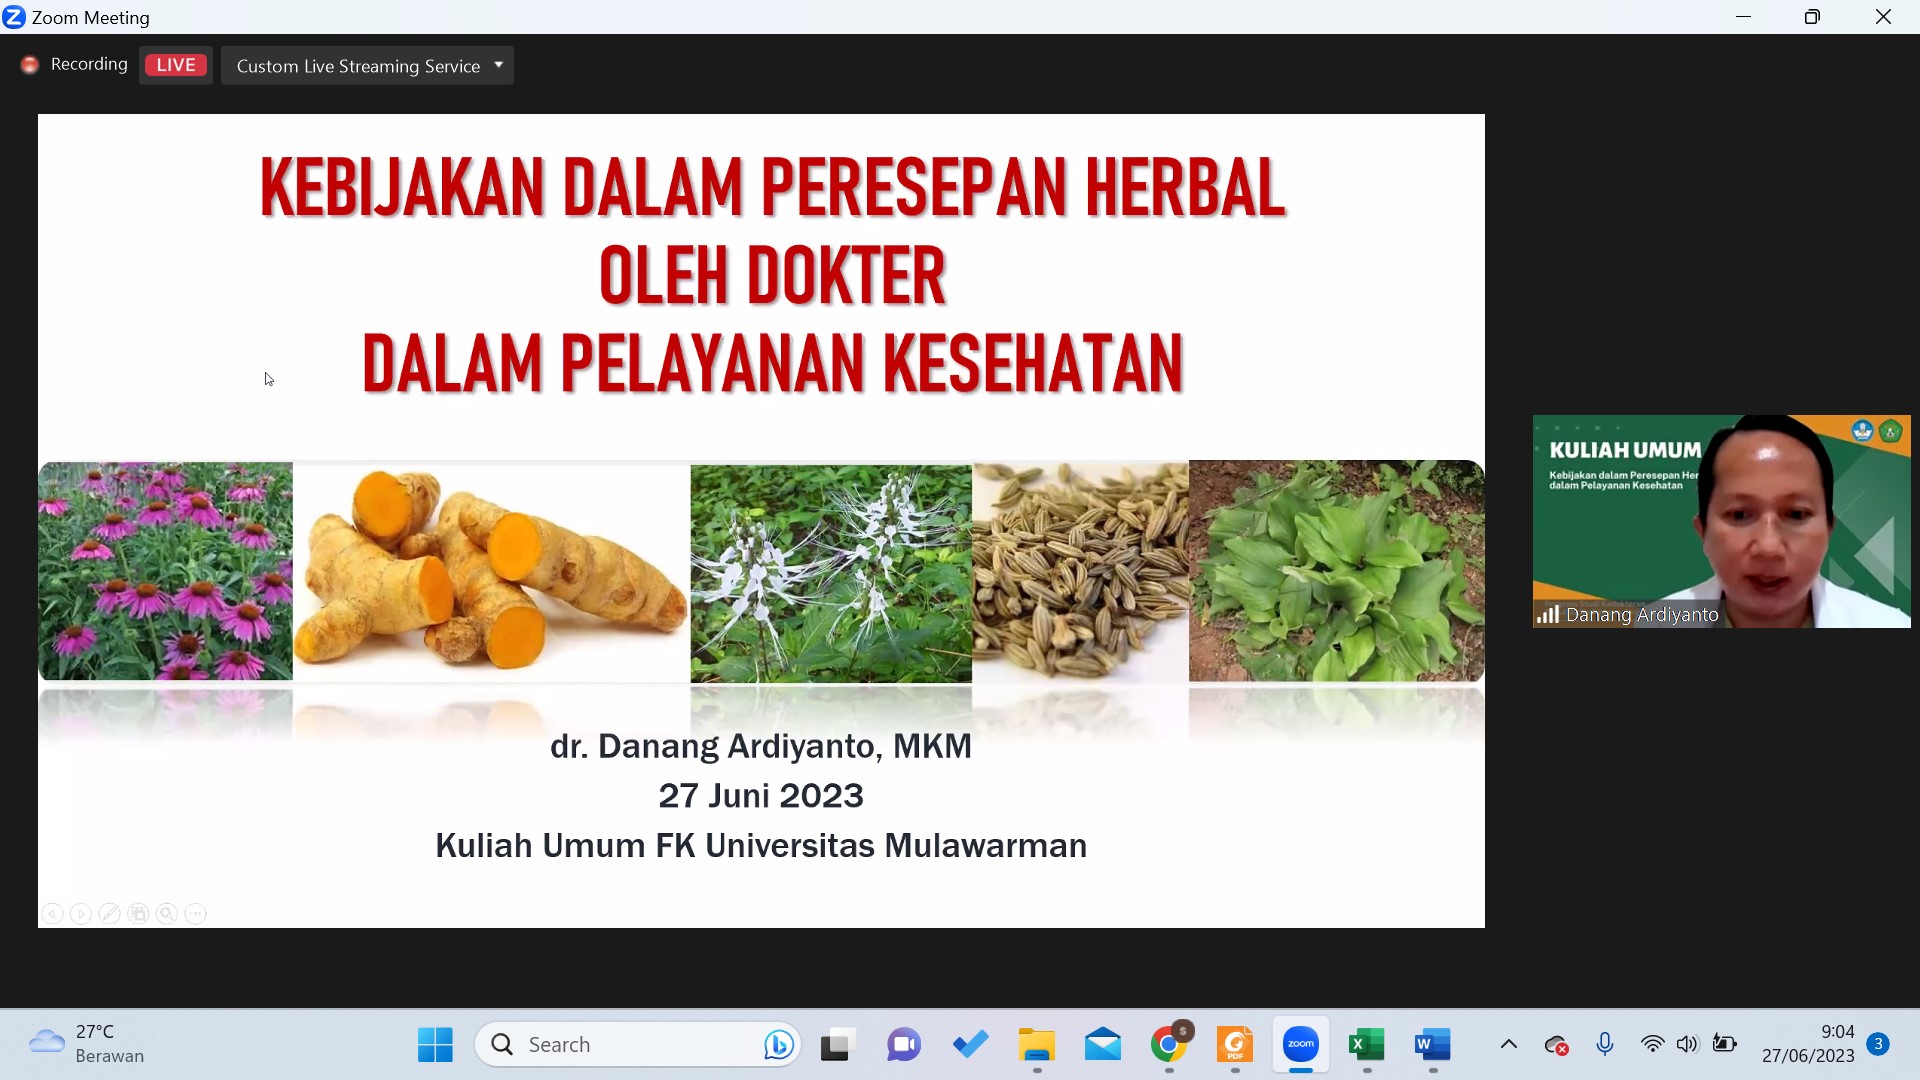 Zoom Meeting
Recording
LIVE
Custom Live Streaming Service
KEBIJAKAN DALAM PERESEPAN HERBAL
OLEH DOKTER
DALAM PELAYANAN KESEHATAN
dr. Danang Ardiyanto, MKM
27 Juni 2023
Kuliah Umum FK Universitas Mulawarman
KULIAH UMUM
Kebijakan dalam Peresepan Her
dalam Pelayanan Kesehatan
Danang Ardiyanto
27°C
Berawan
Search
S
PDF
zoom
X
W
9:04
27/06/2023
3